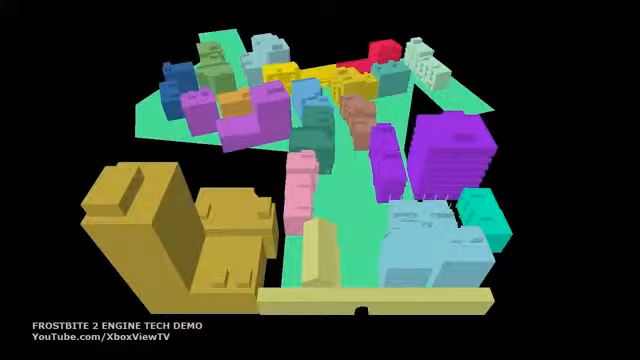 FROSTBITE 2 ENGINE TECH DEMO
YouTube.com/XboxViewTV